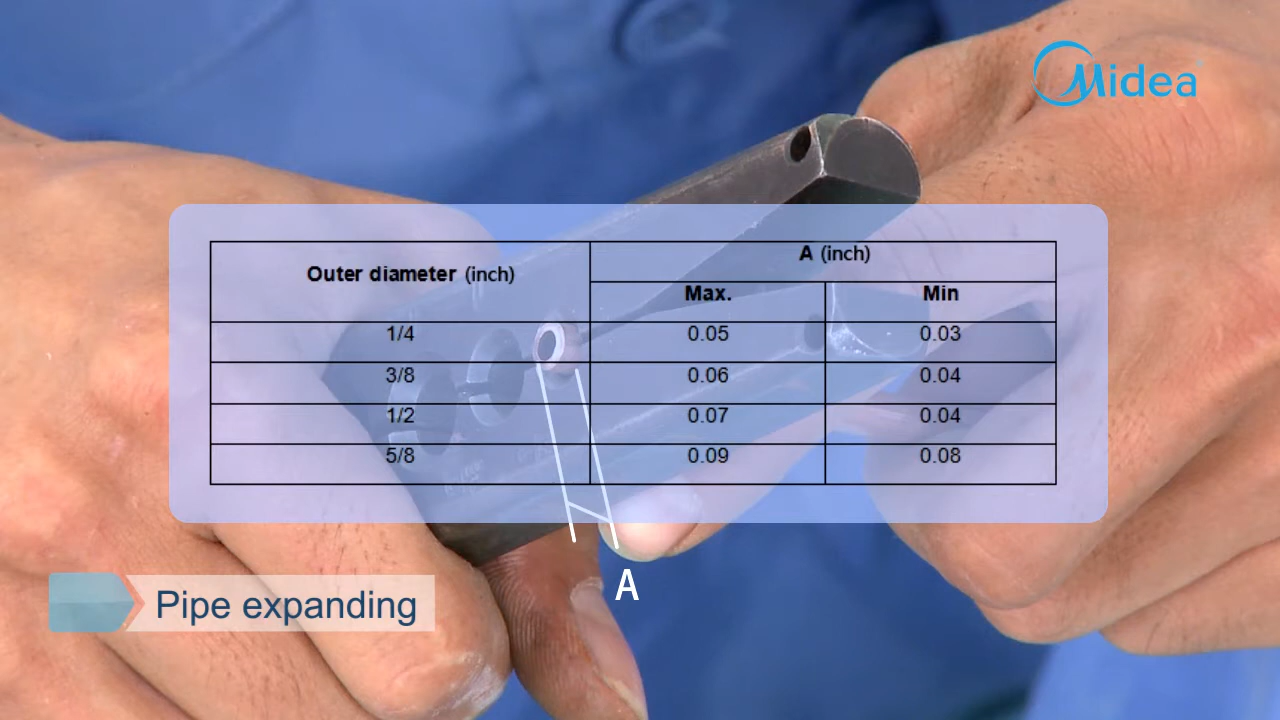 Midea
Outer diameter (inch)
A (inch)
Max.
Min
1/4
0.05
0.03
3/8
0.06
0.04
1/2
0.07
0.04
5/8
0.09
0.08
A
Pipe expanding